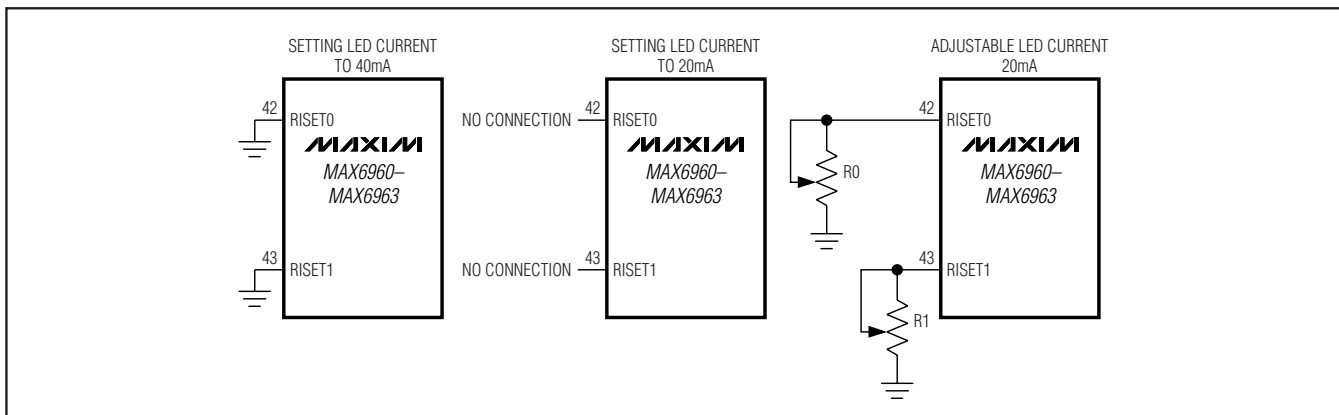 SETTING LED CURRENT
TO 40mA
42
RISET0
MAXIM
MAX6960–
MAX6963
43
RISET1
SETTING LED CURRENT
TO 20mA
NO CONNECTION
42
RISET0
MAXIM
MAX6960–
MAX6963
NO CONNECTION
43
RISET1
ADJUSTABLE LED CURRENT
20mA
42
RISET0
MAXIM
MAX6960–
MAX6963
R0
43
RISET1
R1